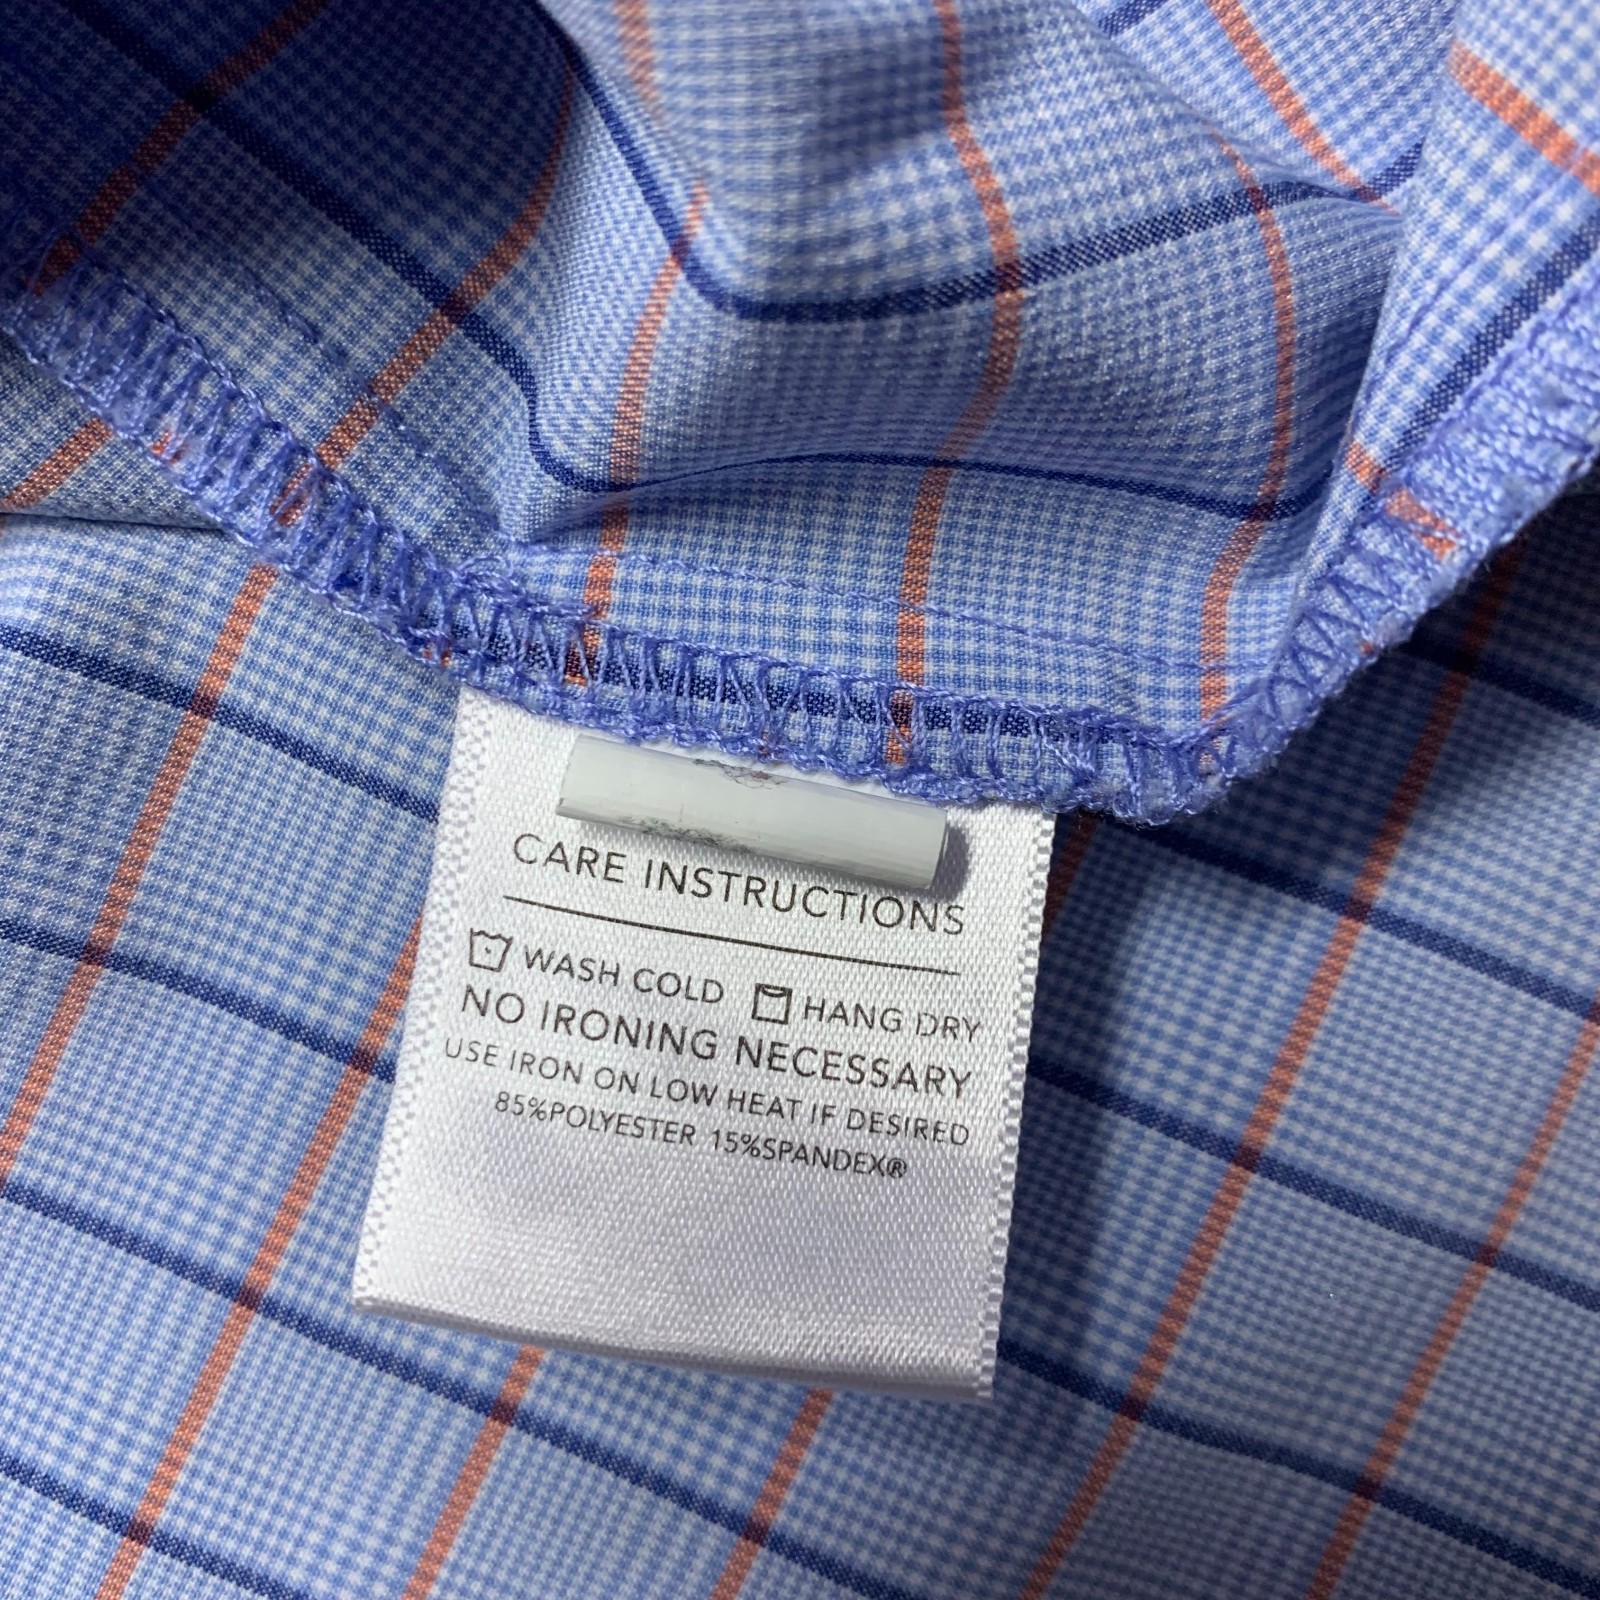 CARE INSTRUCTIONS
WASH COLD HANG DRY
NO IRONING NECESSARY
USE IRON ON LOW HEAT IF DESIRED
85%POLYESTER 15%SPANDEX®